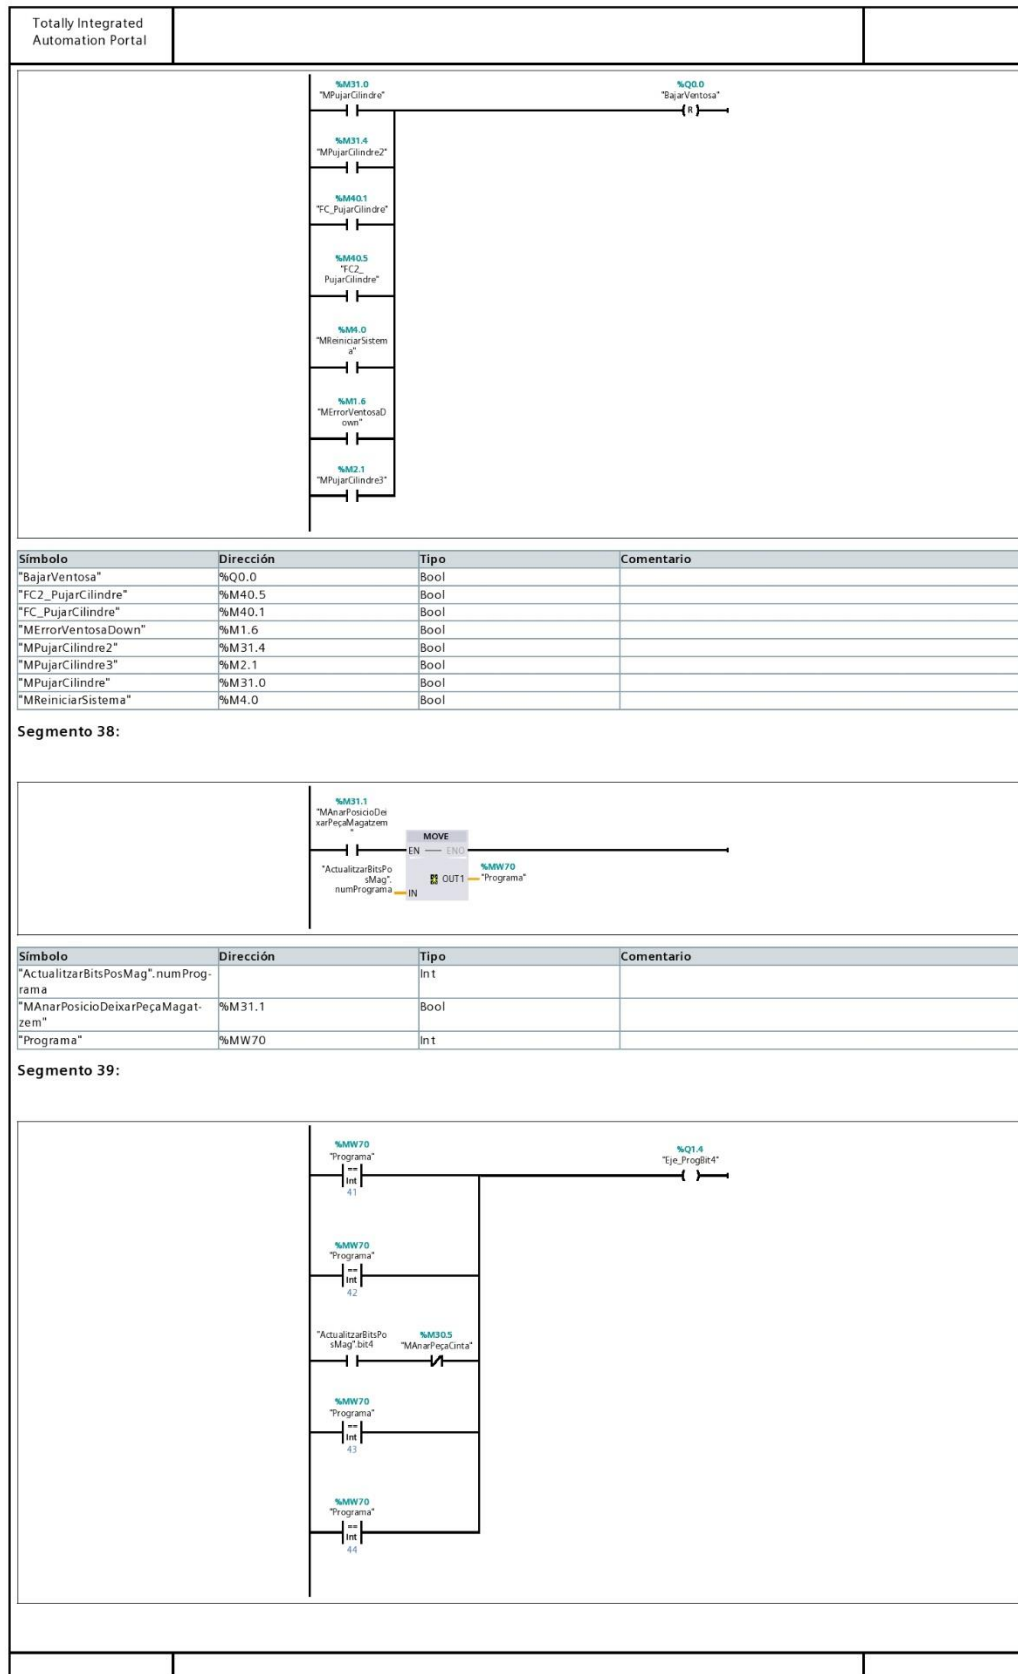 Totally Integrated
Automation Portal
%M31.0
"MPujarCilindre"
%Q0.0
"BajarVentosa"
R
%M31.4
"MPujarCilindre2"
%M40.1
"FC_PujarCilindre"
%M40.5
"FC2_
PujarCilindre"
%M4.0
"MReiniciarSistem
a"
%M1.6
"MErrorVentosaD
own"
%M2.1
"MPujarCilindre3"
Símbolo Dirección Tipo Comentario
"BajarVentosa" %Q0.0 Bool
"FC2_PujarCilindre" %M40.5 Bool
"FC_PujarCilindre" %M40.1 Bool
"MErrorVentosaDown" %M1.6 Bool
"MPujarCilindre2" %M31.4 Bool
"MPujarCilindre3" %M2.1 Bool
"MPujarCilindre" %M31.0 Bool
"MReiniciarSistema" %M4.0 Bool
Segmento 38:
%M31.1
"MAnarPosicioDei
xarPeçaMagatzem
"
MOVE
EN ENO
"ActualitzarBitsPo
sMag".
numPrograma
IN
OUT1
%MW70
"Programa"
Símbolo Dirección Tipo Comentario
"ActualitzarBitsPosMag".numProg-
rama Int
"MAnarPosicioDeixarPeçaMagat-
zem" %M31.1 Bool
"Programa" %MW70 Int
Segmento 39:
%MW70
"Programa"
==
Int
41
%Q1.4
"Eje_ProgBit4"
%MW70
"Programa"
==
Int
42
"ActualitzarBitsPo
sMag".bit4
%M30.5
"MAnarPeçaCinta"
%MW70
"Programa"
==
Int
43
%MW70
"Programa"
==
Int
44